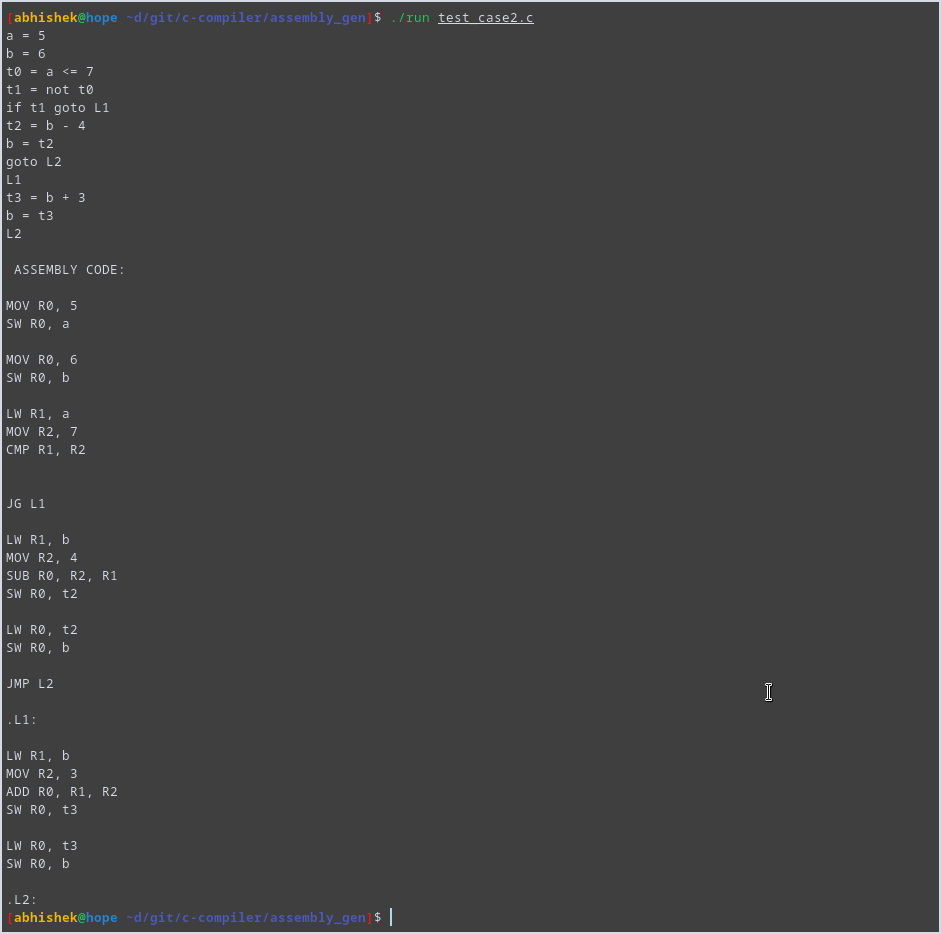 [abhishek@hope ~d/git/c-compiler/assembly_gen]$ ./run test_case2.c
a = 5
b = 6
t0 = a <= 7
t1 = not t0
if t1 goto L1
t2 = b - 4
b = t2
goto L2
L1
t3 = b + 3
b = t3
L2
ASSEMBLY CODE:
MOV R0, 5
SW R0, a
MOV R0, 6
SW R0, b
LW R1, a
MOV R2, 7
CMP R1, R2
JG L1
LW R1, b
MOV R2, 4
SUB R0, R2, R1
SW R0, t2
LW R0, t2
SW R0, b
JMP L2
.L1:
LW R1, b
MOV R2, 3
ADD R0, R1, R2
SW R0, t3
LW R0, t3
SW R0, b
.L2:
[abhishek@hope ~d/git/c-compiler/assembly_gen]$